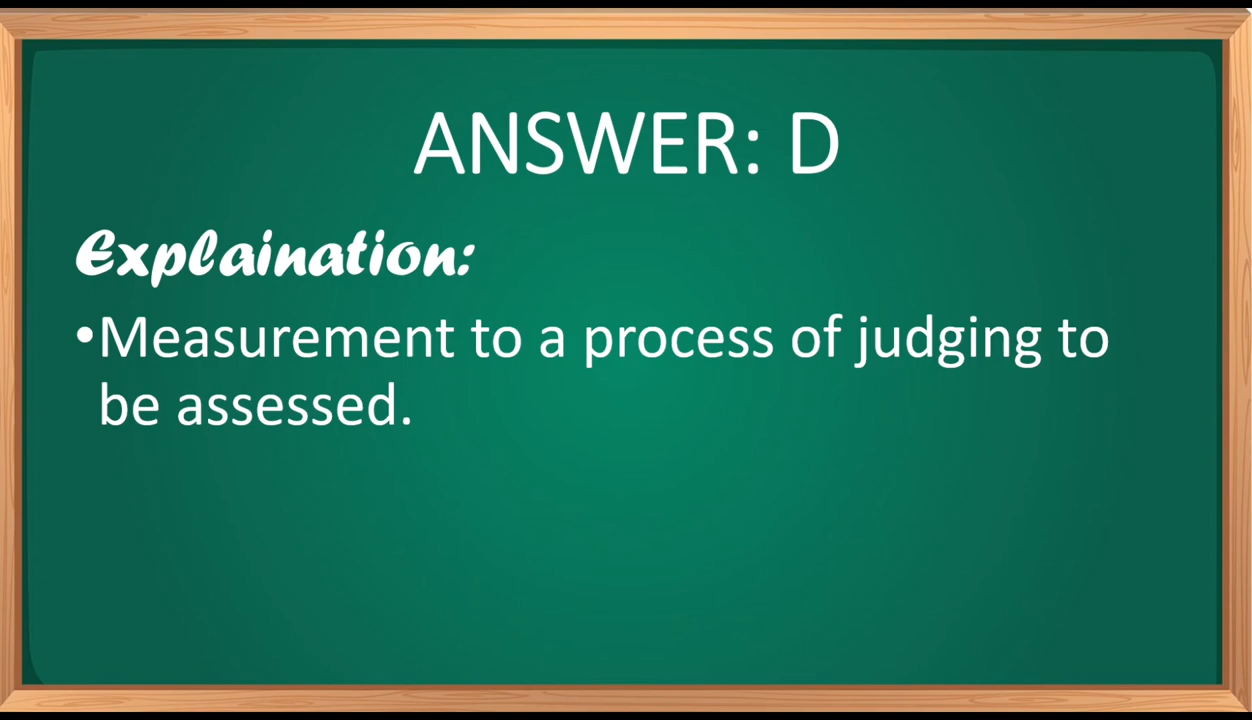 ANSWER: D
Explaination:
•Measurement to a process of judging to
be assessed.